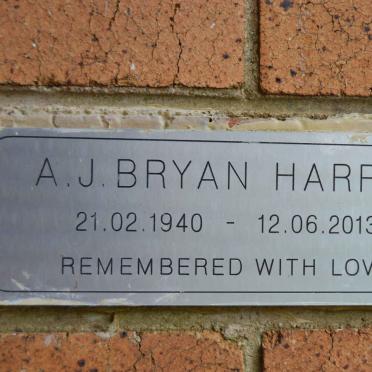 A.J. BRYAN HARR
21.02.1940 - 12.06.2013
REMEMBERED WITH LOV